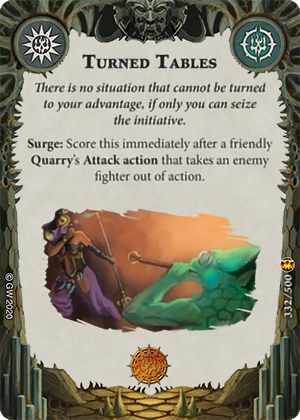 TURNED TABLES
There is no situation that cannot be turned
to your advantage, if only you can seize
the initiative.
Surge: Score this immediately after a friendly
Quarry's Attack action that takes an enemy
fighter out of action.
© GW 2020
332/500